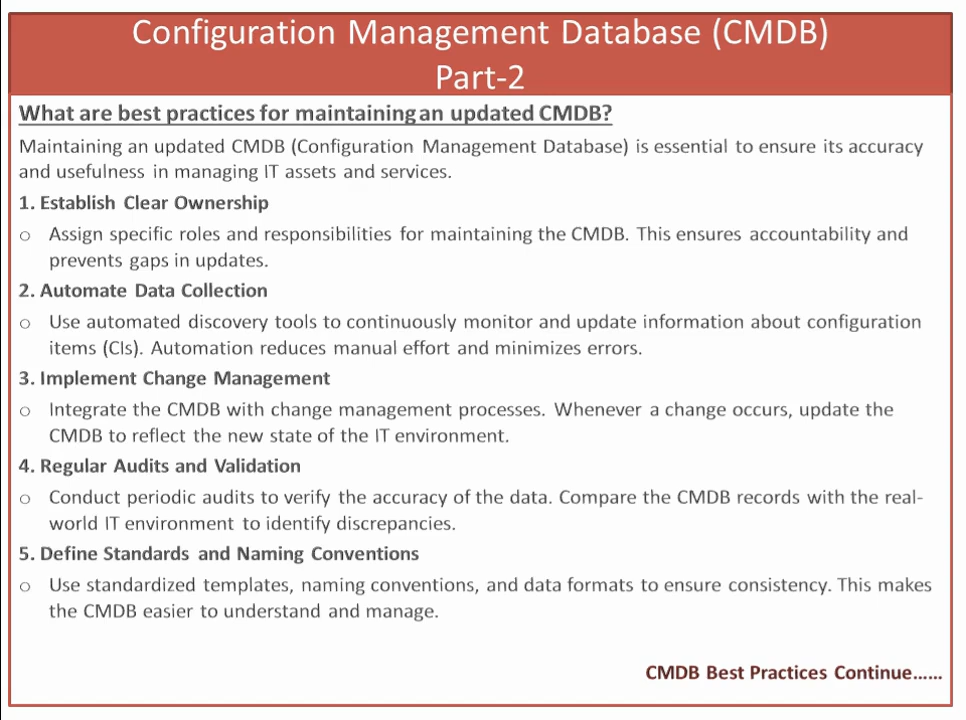 Configuration Management Database (CMDB)
Part-2
What are best practices for maintaining an updated CMDB?
Maintaining an updated CMDB (Configuration Management Database) is essential to ensure its accuracy
and usefulness in managing IT assets and services.
1. Establish Clear Ownership
o Assign specific roles and responsibilities for maintaining the CMDB. This ensures accountability and
prevents gaps in updates.
2. Automate Data Collection
o Use automated discovery tools to continuously monitor and update information about configuration
items (CIs). Automation reduces manual effort and minimizes errors.
3. Implement Change Management
o Integrate the CMDB with change management processes. Whenever a change occurs, update the
CMDB to reflect the new state of the IT environment.
4. Regular Audits and Validation
o Conduct periodic audits to verify the accuracy of the data. Compare the CMDB records with the real-
world IT environment to identify discrepancies.
5. Define Standards and Naming Conventions
o Use standardized templates, naming conventions, and data formats to ensure consistency. This makes
the CMDB easier to understand and manage.
CMDB Best Practices Continue......